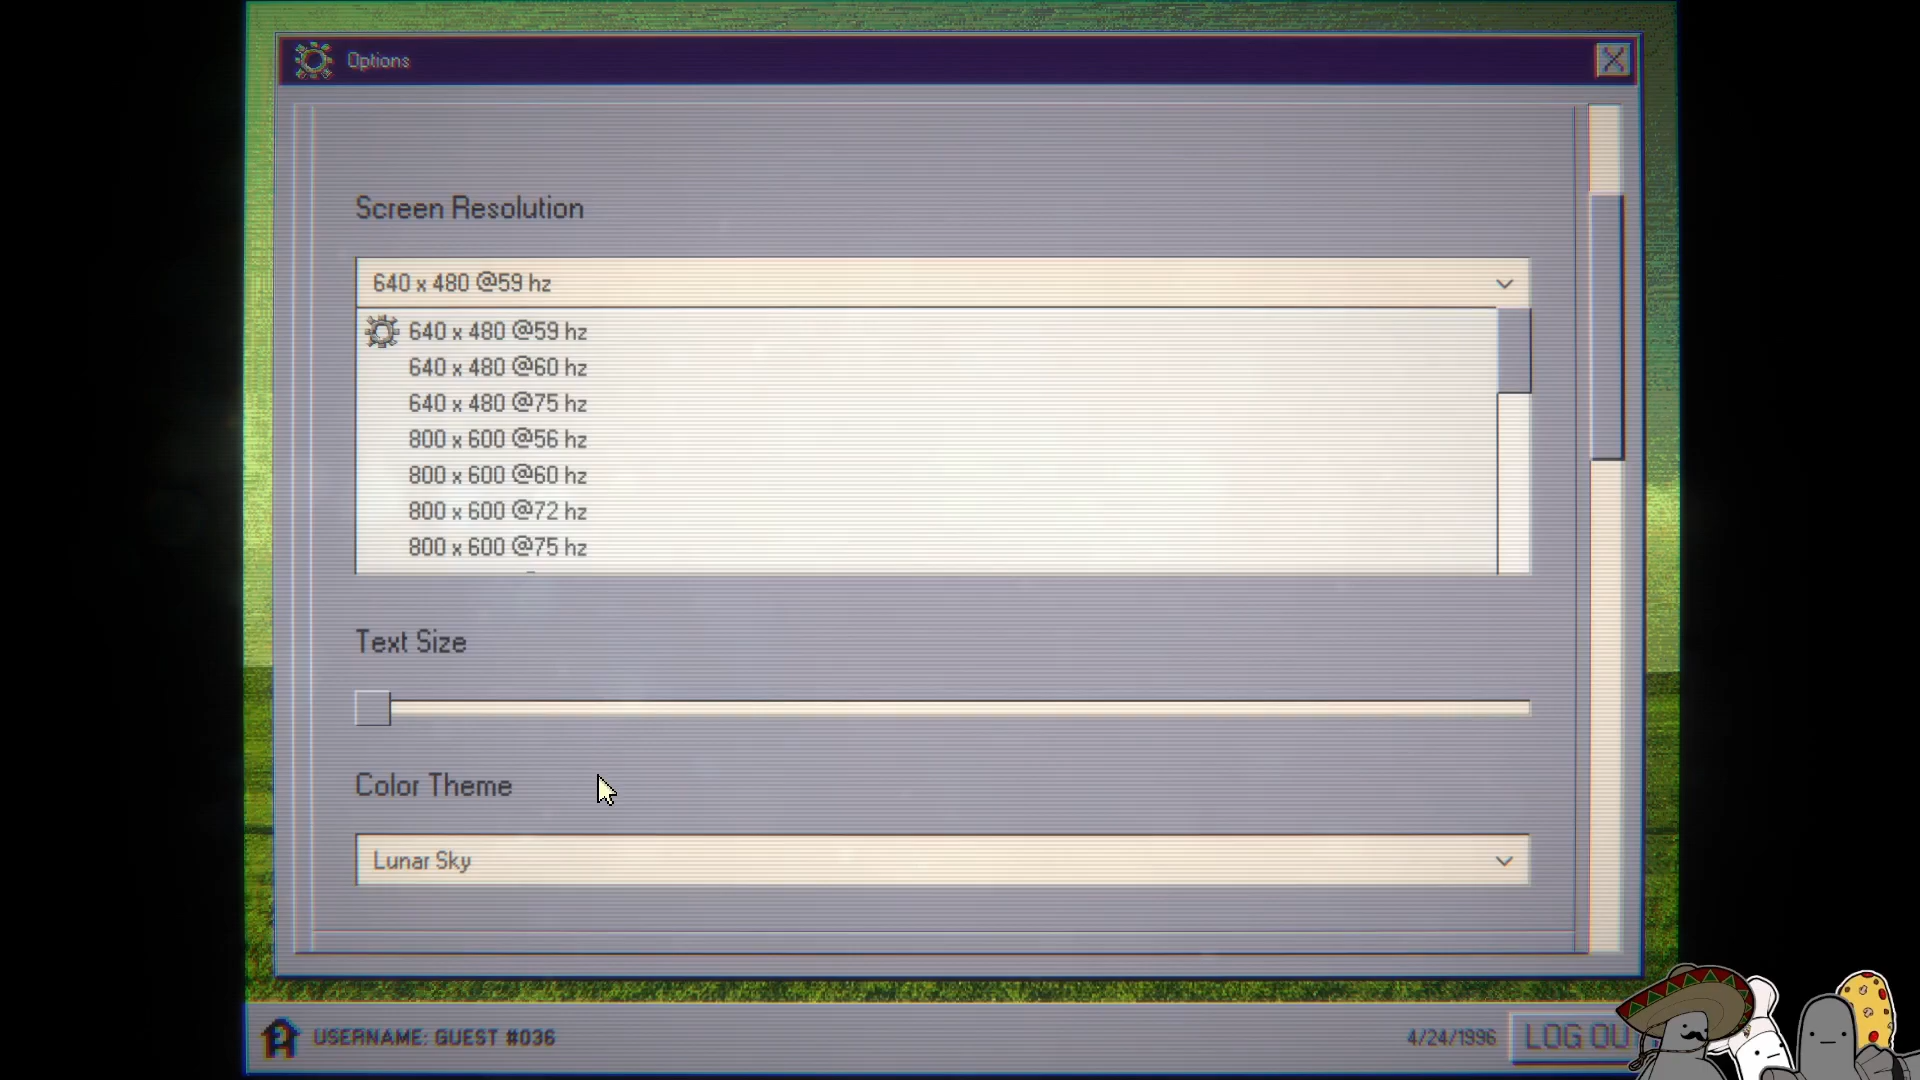 Options
Screen Resolution
640 x 480 @59 hz
640 x 480 @59 hz
640 x 480 @60 hz
640 x 480 @75 hz
800 x 600 @56 hz
800 x 600 @60 hz
800 x 600 @72 hz
800 x 600 @75 hz
Text Size
Color Theme
Lunar Sky
USERNAME: GUEST #036
4/24/1996
LOG OU